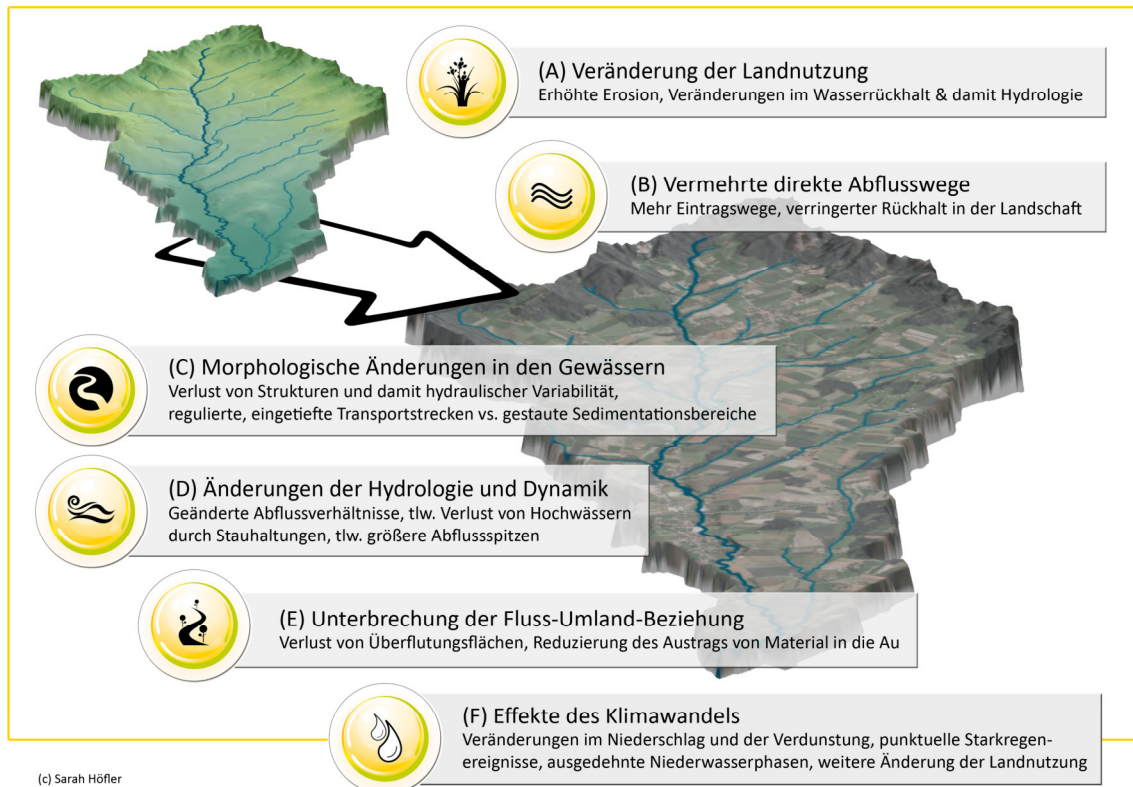 (A) Veränderung der Landnutzung
Erhöhte Erosion, Veränderungen im Wasserrückhalt & damit Hydrologie
(B) Vermehrte direkte Abflusswege
Mehr Eintragswege, verringerter Rückhalt in der Landschaft
(C) Morphologische Änderungen in den Gewässern
Verlust von Strukturen und damit hydraulischer Variabilität,
regulierte, eingetiefte Transportstrecken vs. gestaute Sedimentationsbereiche
(D) Änderungen der Hydrologie und Dynamik
Geänderte Abflussverhältnisse, tlw. Verlust von Hochwässern
durch Stauhaltungen, tlw. größere Abflussspitzen
(E) Unterbrechung der Fluss-Umland-Beziehung
Verlust von Überflutungsflächen, Reduzierung des Austrags von Material in die Au
(F) Effekte des Klimawandels
Veränderungen im Niederschlag und der Verdunstung, punktuelle Starkregen-
ereignisse, ausgedehnte Niederwasserphasen, weitere Änderung der Landnutzung
(c) Sarah Höfler